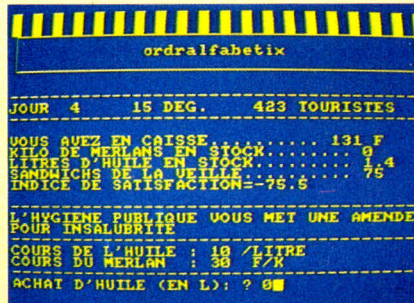 ordralfabetix
JOUR 4 15 DEG. 423 TOURISTES
VOUS AVEZ EN CAISSE........... 131 F
KILO DE MERLANS EN STOCK....... 0
LITRES D'HUILE EN STOCK........ 1.4
SANDWICHS DE LA VEILLE......... 75
INDICE DE SATISFACTION=-75.5
L'HYGIENE PUBLIQUE VOUS MET UNE AMENDE
POUR INSALUBRITE
COURS DE L'HUILE : 10 /LITRE
COURS DU MERLAN : 30 F/K
ACHAT D'HUILE (EN L): ? 0